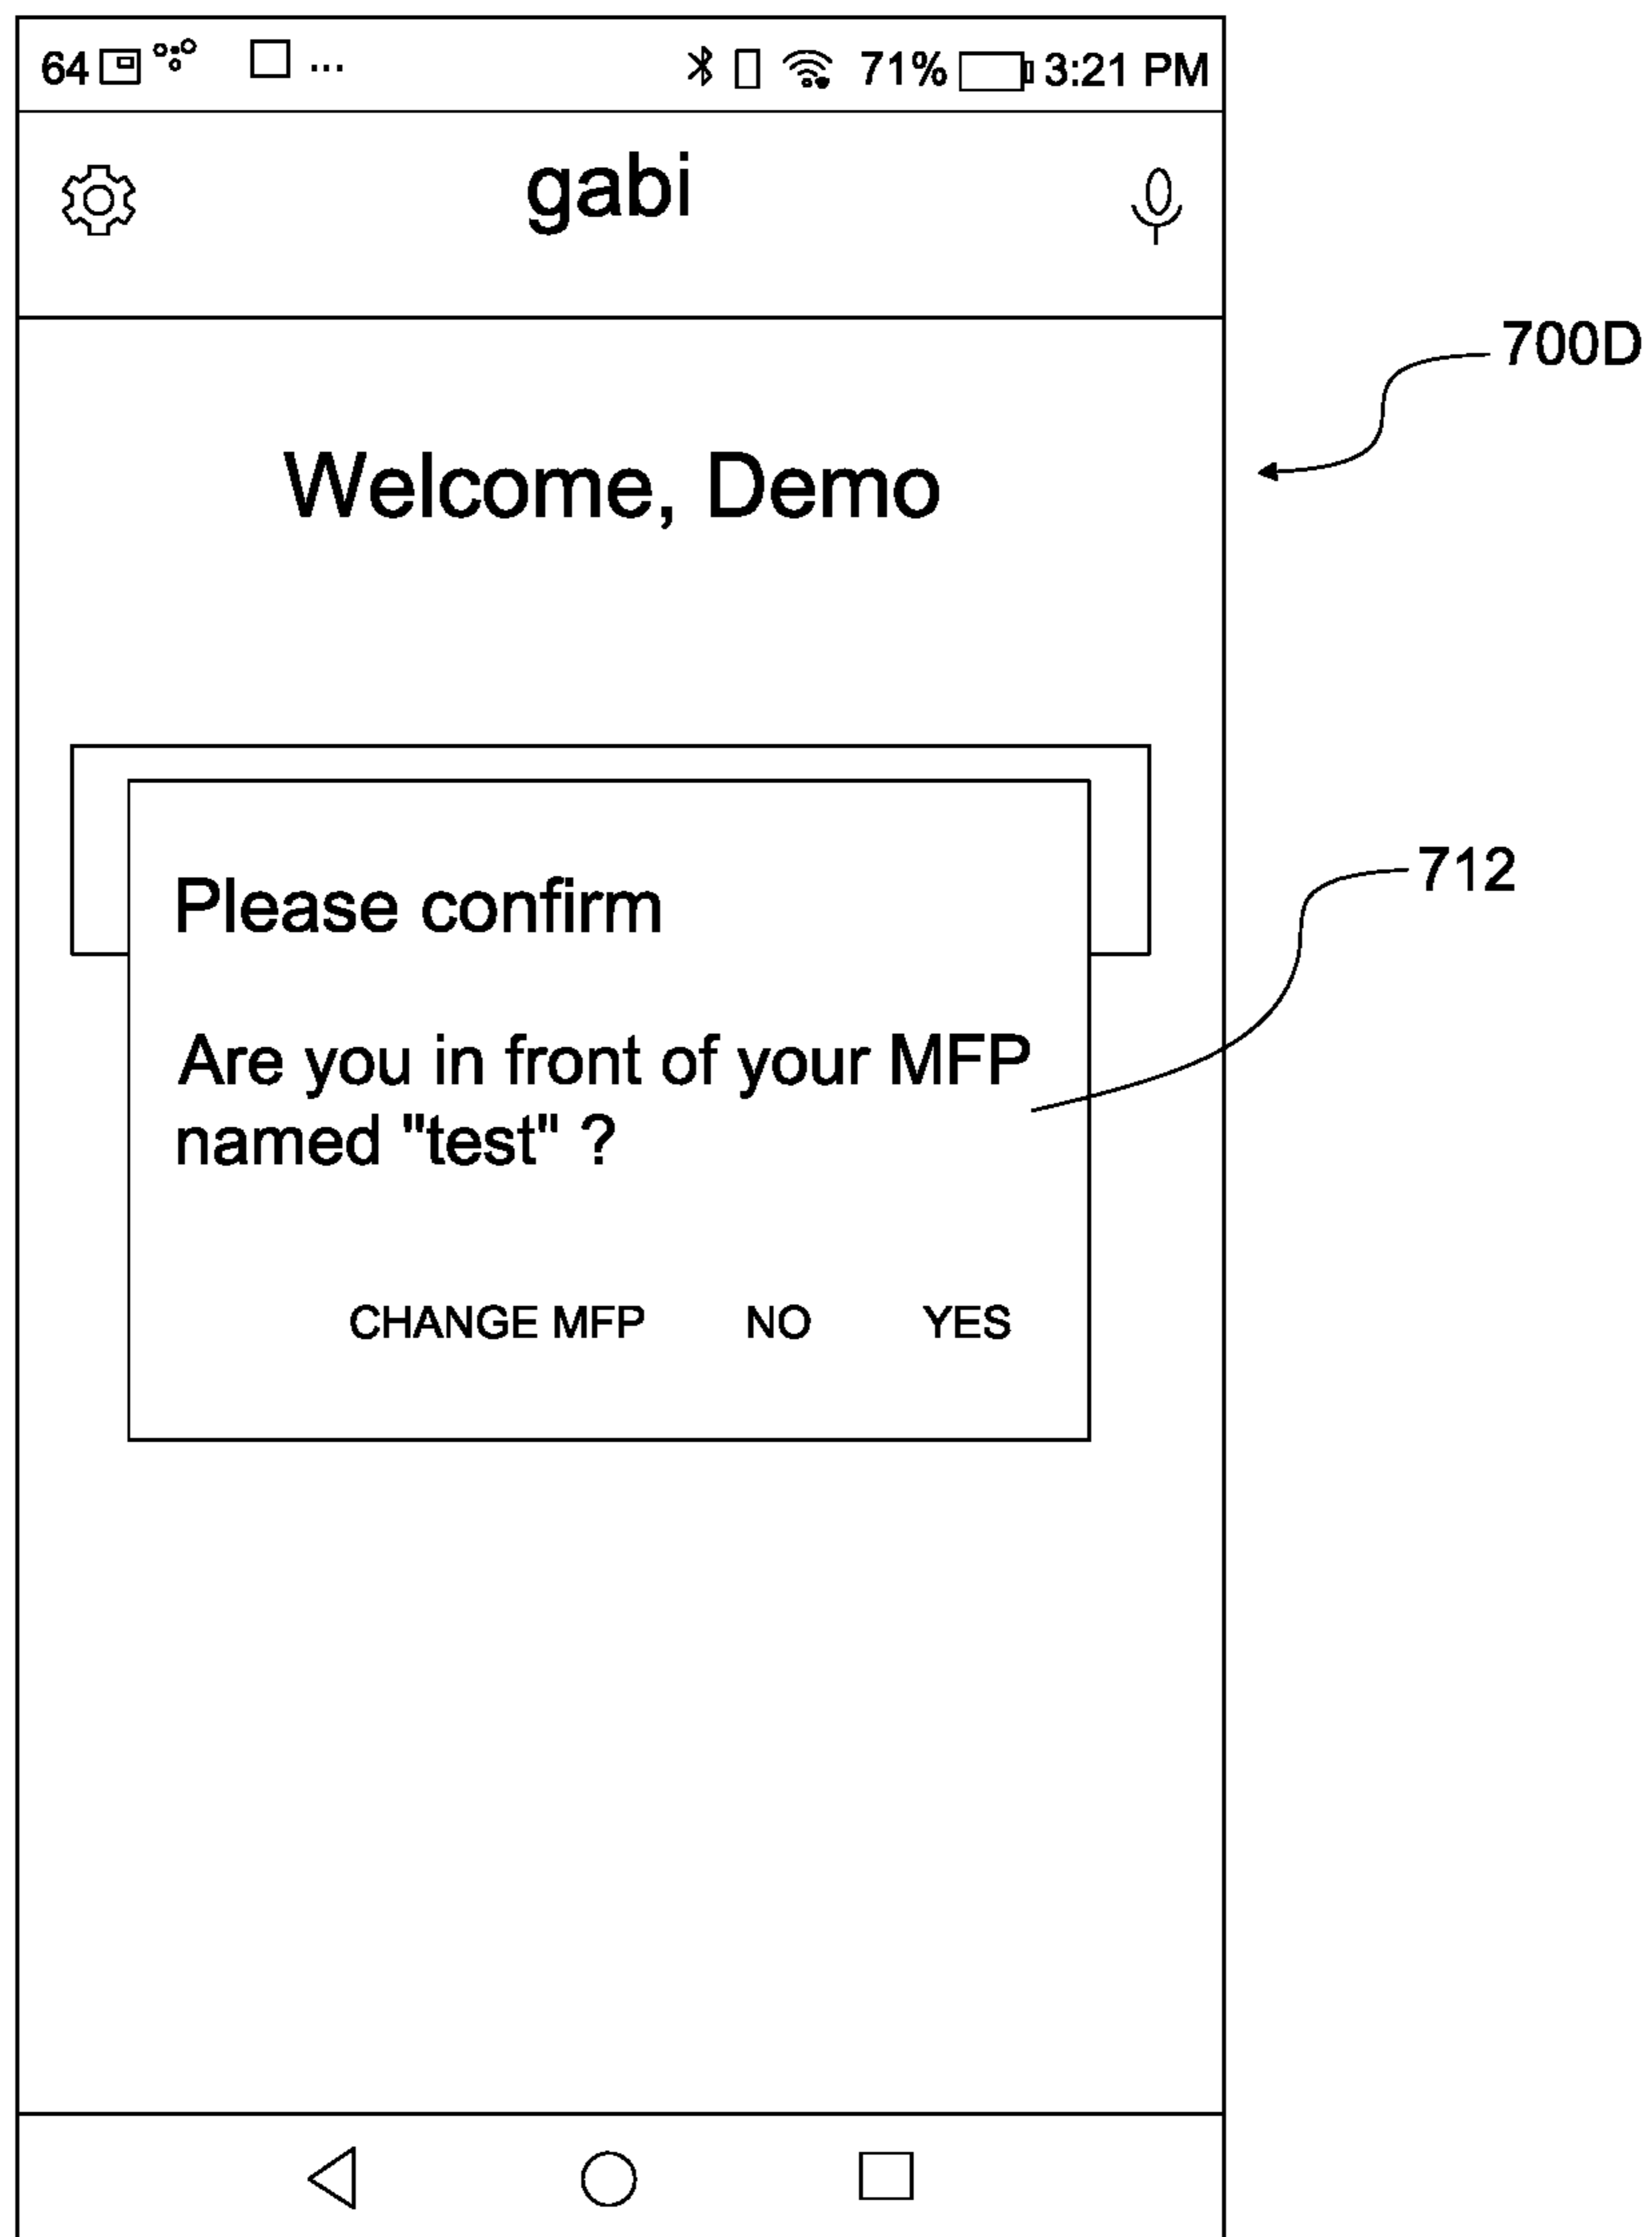 64 ... 71% 3:21 PM
gabi
700D
Welcome, Demo
712
Please confirm
Are you in front of your MFP
named "test" ?
CHANGE MFP NO YES